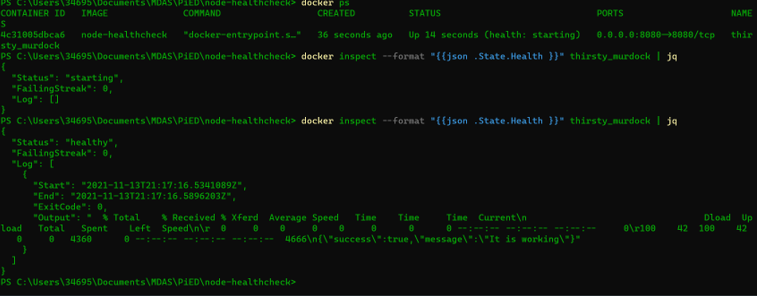 PS C:\Users\34695\Documents\MDAS\PiED\node-healthcheck> docker ps
CONTAINER ID   IMAGE              COMMAND                  CREATED          STATUS                             PORTS                    NAME
S
4c31005dbca6   node-healthcheck   "docker-entrypoint.s…"   36 seconds ago   Up 14 seconds (health: starting)   0.0.0.0:8080->8080/tcp   thir
sty_murdock
PS C:\Users\34695\Documents\MDAS\PiED\node-healthcheck> docker inspect --format "{{json .State.Health }}" thirsty_murdock | jq
{
  "Status": "starting",
  "FailingStreak": 0,
  "Log": []
}
PS C:\Users\34695\Documents\MDAS\PiED\node-healthcheck> docker inspect --format "{{json .State.Health }}" thirsty_murdock | jq
{
  "Status": "healthy",
  "FailingStreak": 0,
  "Log": [
    {
      "Start": "2021-11-13T21:17:16.5341089Z",
      "End": "2021-11-13T21:17:16.5896203Z",
      "ExitCode": 0,
      "Output": "  % Total    % Received % Xferd  Average Speed   Time    Time     Time  Current\n                                 Dload  Up
load   Total   Spent    Left  Speed\n\r  0     0    0     0    0     0      0      0 --:--:-- --:--:-- --:--:--     0\r100    42  100    42
   0     0   4360      0 --:--:-- --:--:-- --:--:--  4666\n{\"success\":true,\"message\":\"It is working\"}"
    }
  ]
}
PS C:\Users\34695\Documents\MDAS\PiED\node-healthcheck>